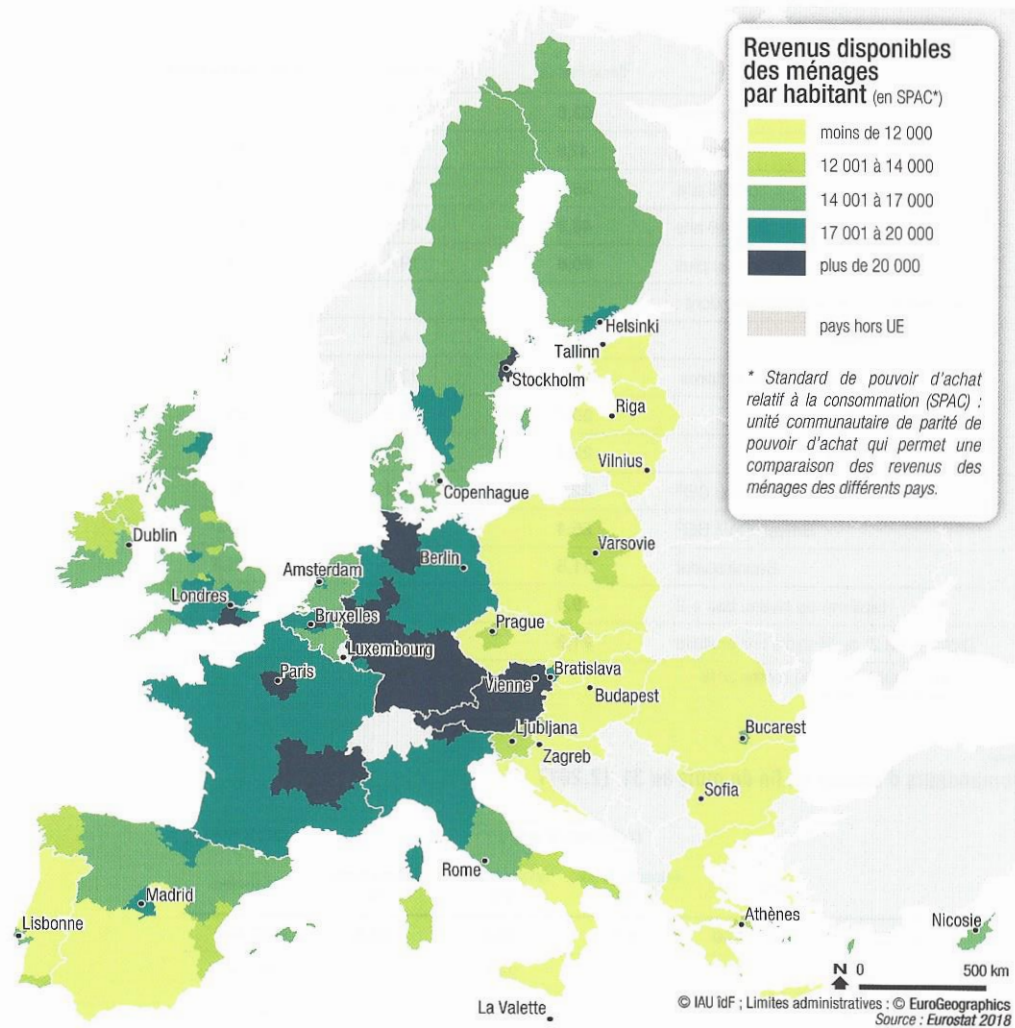 Revenus disponibles
des ménages
par habitant (en SPAC*)
moins de 12 000
12 001 à 14 000
14 001 à 17 000
17 001 à 20 000
plus de 20 000
pays hors UE
* Standard de pouvoir d'achat
relatif à la consommation (SPAC) :
unité communautaire de parité de
pouvoir d'achat qui permet une
comparaison des revenus des
ménages des différents pays.
Helsinki
Tallinn
Stockholm
Riga
Vilnius
Copenhague
Dublin
Varsovie
Berlin
Amsterdam
Londres
Bruxelles
Prague
Luxembourg
Paris
Vienne
Bratislava
Budapest
Ljubljana
Zagreb
Bucarest
Sofia
Rome
Madrid
Lisbonne
Athènes
Nicosie
La Valette
N 0 500 km
© IAU îdF ; Limites administratives : © EuroGeographics
Source : Eurostat 2018